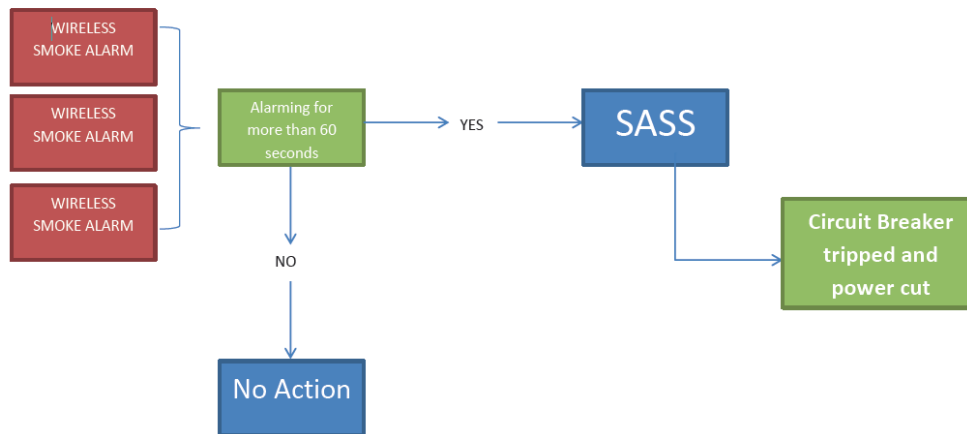 WIRELESS
SMOKE ALARM
WIRELESS
SMOKE ALARM
WIRELESS
SMOKE ALARM
Alarming for
more than 60
seconds
YES
SASS
Circuit Breaker
tripped and
power cut
NO
No Action